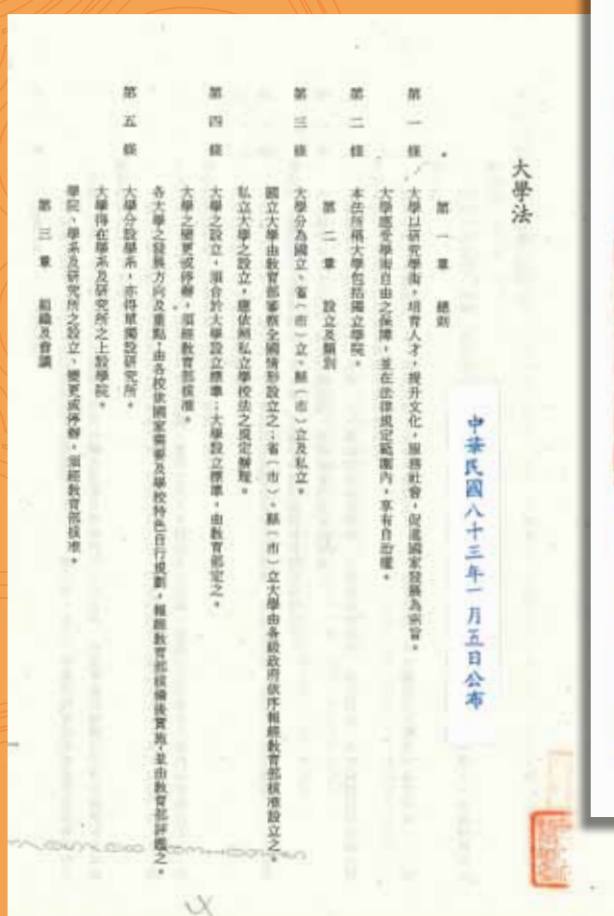 大學法
中華民國八十三年一月五日公布
第一章 總則
第一條 大學以研究學術，培育人才，提升文化，服務社會，促進國家發展為宗旨。
大學應受學術自由之保障，並在法律規定範圍內，享有自治權。
第二條 本法所稱大學包括獨立學院。
第二章 設立及類別
第三條 大學分為國立、省（市）立、縣（市）立及私立。
國立大學由教育部審察全國情形設立之；省（市）、縣（市）立大學由各級政府依序報經教育部核准設立之。
私立大學之設立，應依照私立學校法之規定辦理。
第四條 大學之設立，須合於大學設立標準；大學設立標準，由教育部定之。
大學之變更或停辦，須經教育部核准。
各大學之發展方向及重點，由各校依國家需要及學校特色自行規劃，報經教育部核備後實施，並由教育部評鑑之。
第五條 大學分設學系，亦得單獨設研究所。
大學得在學系及研究所之上設學院。
學院、學系及研究所之設立、變更或停辦，須經教育部核准。
第三章 組織及會議